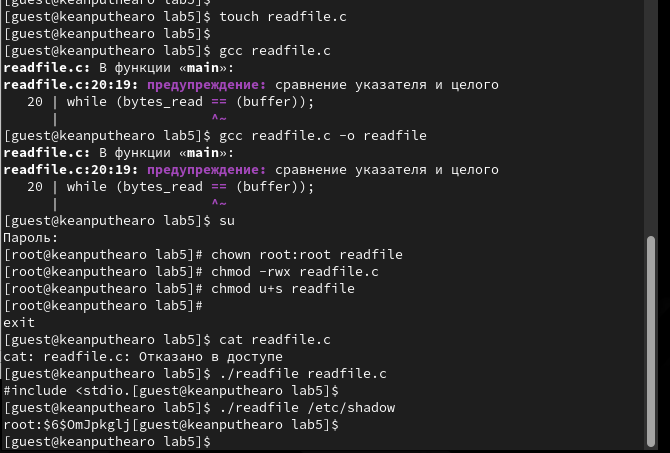 [guest@keanputhearo lab5]$
[guest@keanputhearo lab5]$ touch readfile.c
[guest@keanputhearo lab5]$
[guest@keanputhearo lab5]$ gcc readfile.c
readfile.c: В функции «main»:
readfile.c:20:19: предупреждение: сравнение указателя и целого
   20 | while (bytes_read == (buffer));
      |                   ^~
[guest@keanputhearo lab5]$ gcc readfile.c -o readfile
readfile.c: В функции «main»:
readfile.c:20:19: предупреждение: сравнение указателя и целого
   20 | while (bytes_read == (buffer));
      |                   ^~
[guest@keanputhearo lab5]$ su
Пароль:
[root@keanputhearo lab5]# chown root:root readfile
[root@keanputhearo lab5]# chmod -rwx readfile.c
[root@keanputhearo lab5]# chmod u+s readfile
[root@keanputhearo lab5]#
exit
[guest@keanputhearo lab5]$ cat readfile.c
cat: readfile.c: Отказано в доступе
[guest@keanputhearo lab5]$ ./readfile readfile.c
#include <stdio.[guest@keanputhearo lab5]$
[guest@keanputhearo lab5]$ ./readfile /etc/shadow
root:$6$OmJpkglj[guest@keanputhearo lab5]$
[guest@keanputhearo lab5]$